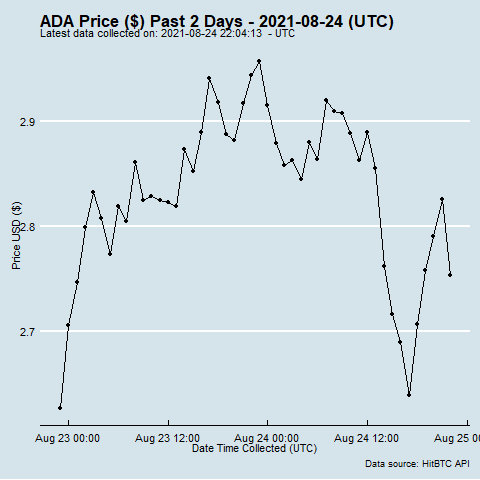 ADA Price ($) Past 2 Days - 2021-08-24 (UTC)
Latest data collected on: 2021-08-24 22:04:13 - UTC
2.9
2.8
2.7
Price USD ($)
Aug 23 00:00 Aug 23 12:00 Aug 24 00:00 Aug 24 12:00 Aug 25 00
Date Time Collected (UTC)
Data source: HitBTC API